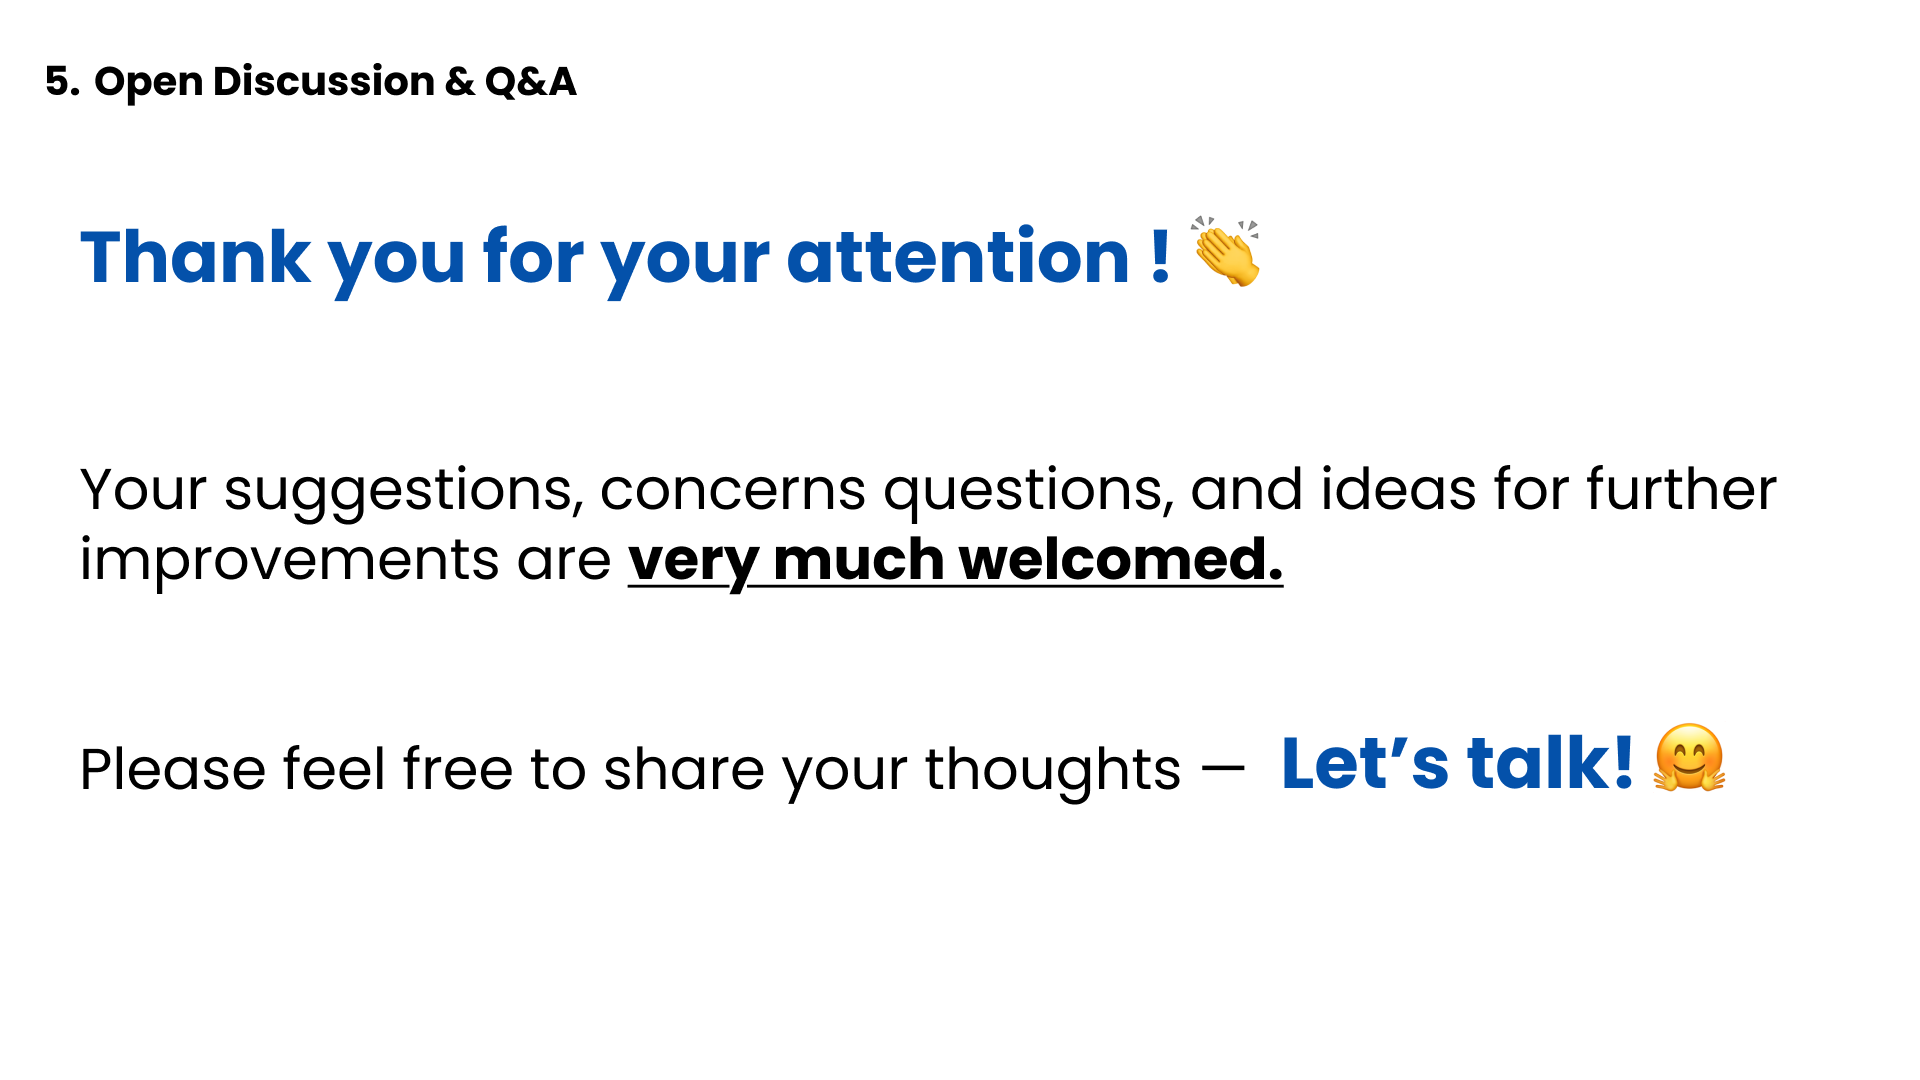 5. Open Discussion & Q&A
Thank you for your attention ! 👏
Your suggestions, concerns questions, and ideas for further
improvements are very much welcomed.
Please feel free to share your thoughts — Let’s talk! 🤗